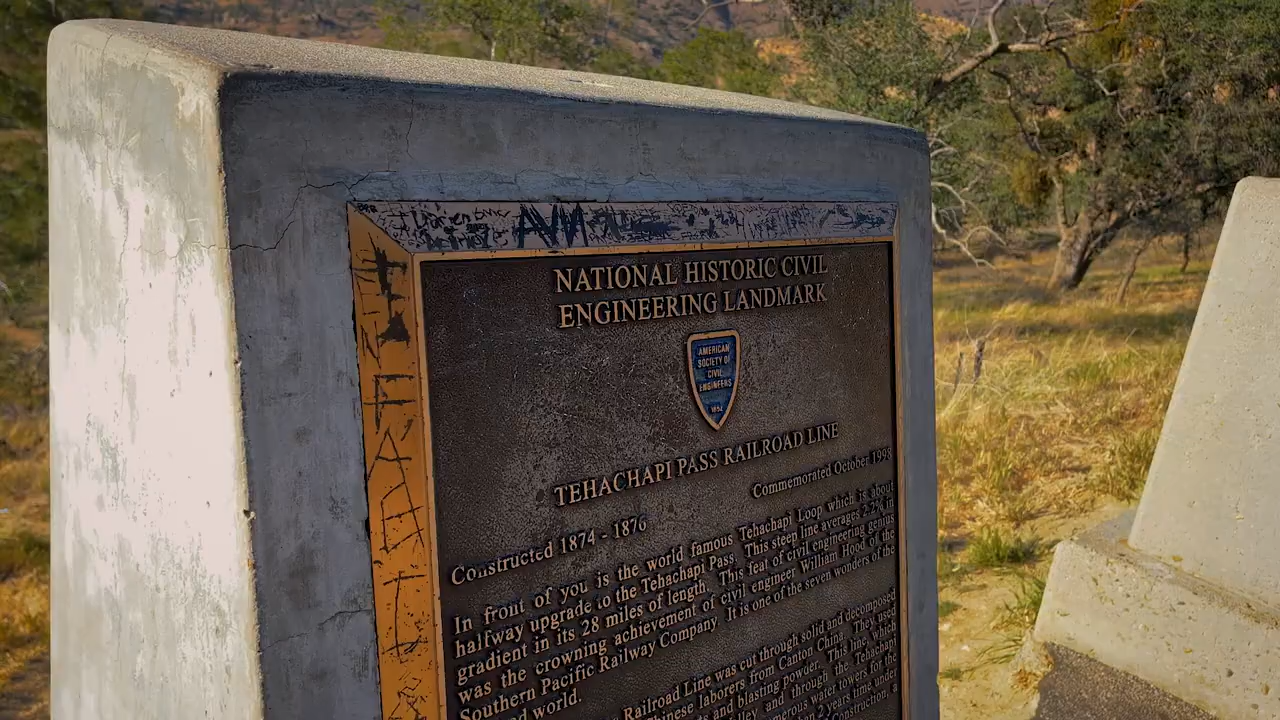 NATIONAL HISTORIC CIVIL
ENGINEERING LANDMARK
AMERICAN
SOCIETY OF
CIVIL
ENGINEERS
1852
TEHACHAPI PASS RAILROAD LINE
Commemorated October 1998
Constructed 1874 - 1876
In front of you is the world famous Tehachapi Loop which is about
halfway upgrade to the Tehachapi Pass. This steep line averages 2.2% in
gradient in its 28 miles of length. This feat of civil engineering genius
was the crowning achievement of civil engineer William Hood of the
Southern Pacific Railway Company. It is one of the seven wonders of the
world.
Railroad Line was cut through solid and decomposed
Chinese laborers from Canton China. They used
and blasting powder. This line, which
and through the Tehachapi
water towers for the
2 years time under
Construction, a